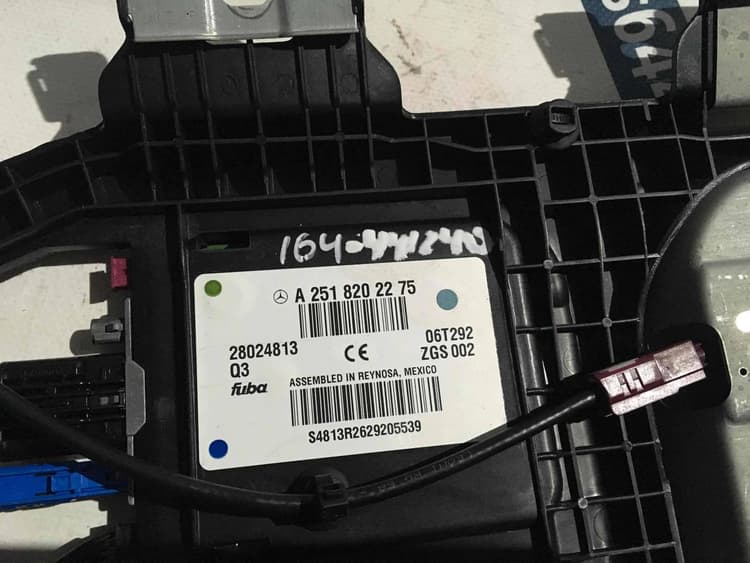 A 251 820 22 75
28024813
06T292
Q3
CE
ZGS 002
fuba
ASSEMBLED IN REYNOSA, MEXICO
S4813R2629205539